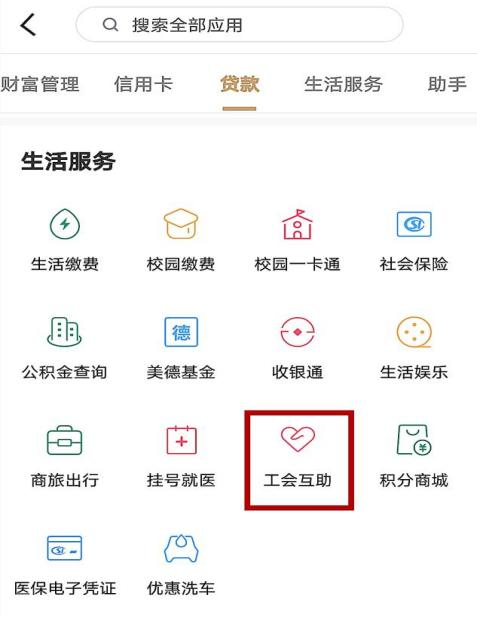 搜索全部应用
财富管理 信用卡 贷款 生活服务 助手
生活服务
生活缴费 校园缴费 校园一卡通 社会保险
德
公积金查询 美德基金 收银通 生活娱乐
商旅出行 挂号就医 工会互助 积分商城
医保电子凭证 优惠洗车